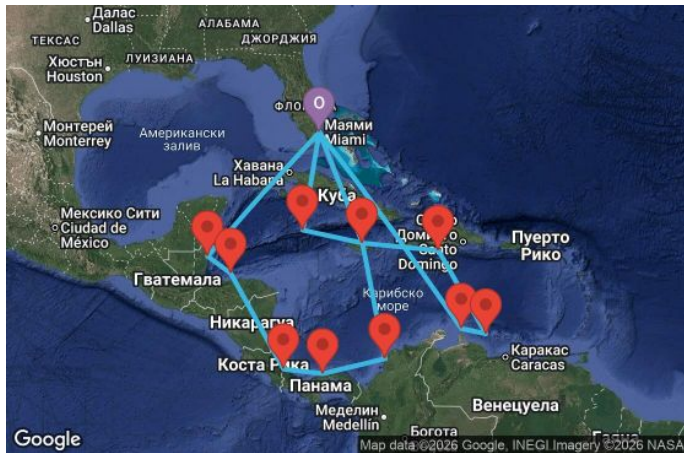 Далас
Dallas
АЛАБАМА
ТЕКСАС
ДЖОРДЖИЯ
ЛУИЗИАНА
Хюстън
Houston
O
Монтерей
Monterrey
Американски
залив
Маями
Miami
Хавана
La Habana
Куба
Мексико Сити
Ciudad de
México
Домин
Santo
Domingo
Пуерто
Рико
Гватемала
Карибско
море
Никарагуа
Коста Рика
Панама
Каракас
Caracas
Венецуела
Меделин
Medellín
Богота
Google
Map data ©2026 Google, INEGI Imagery ©2026 NASA